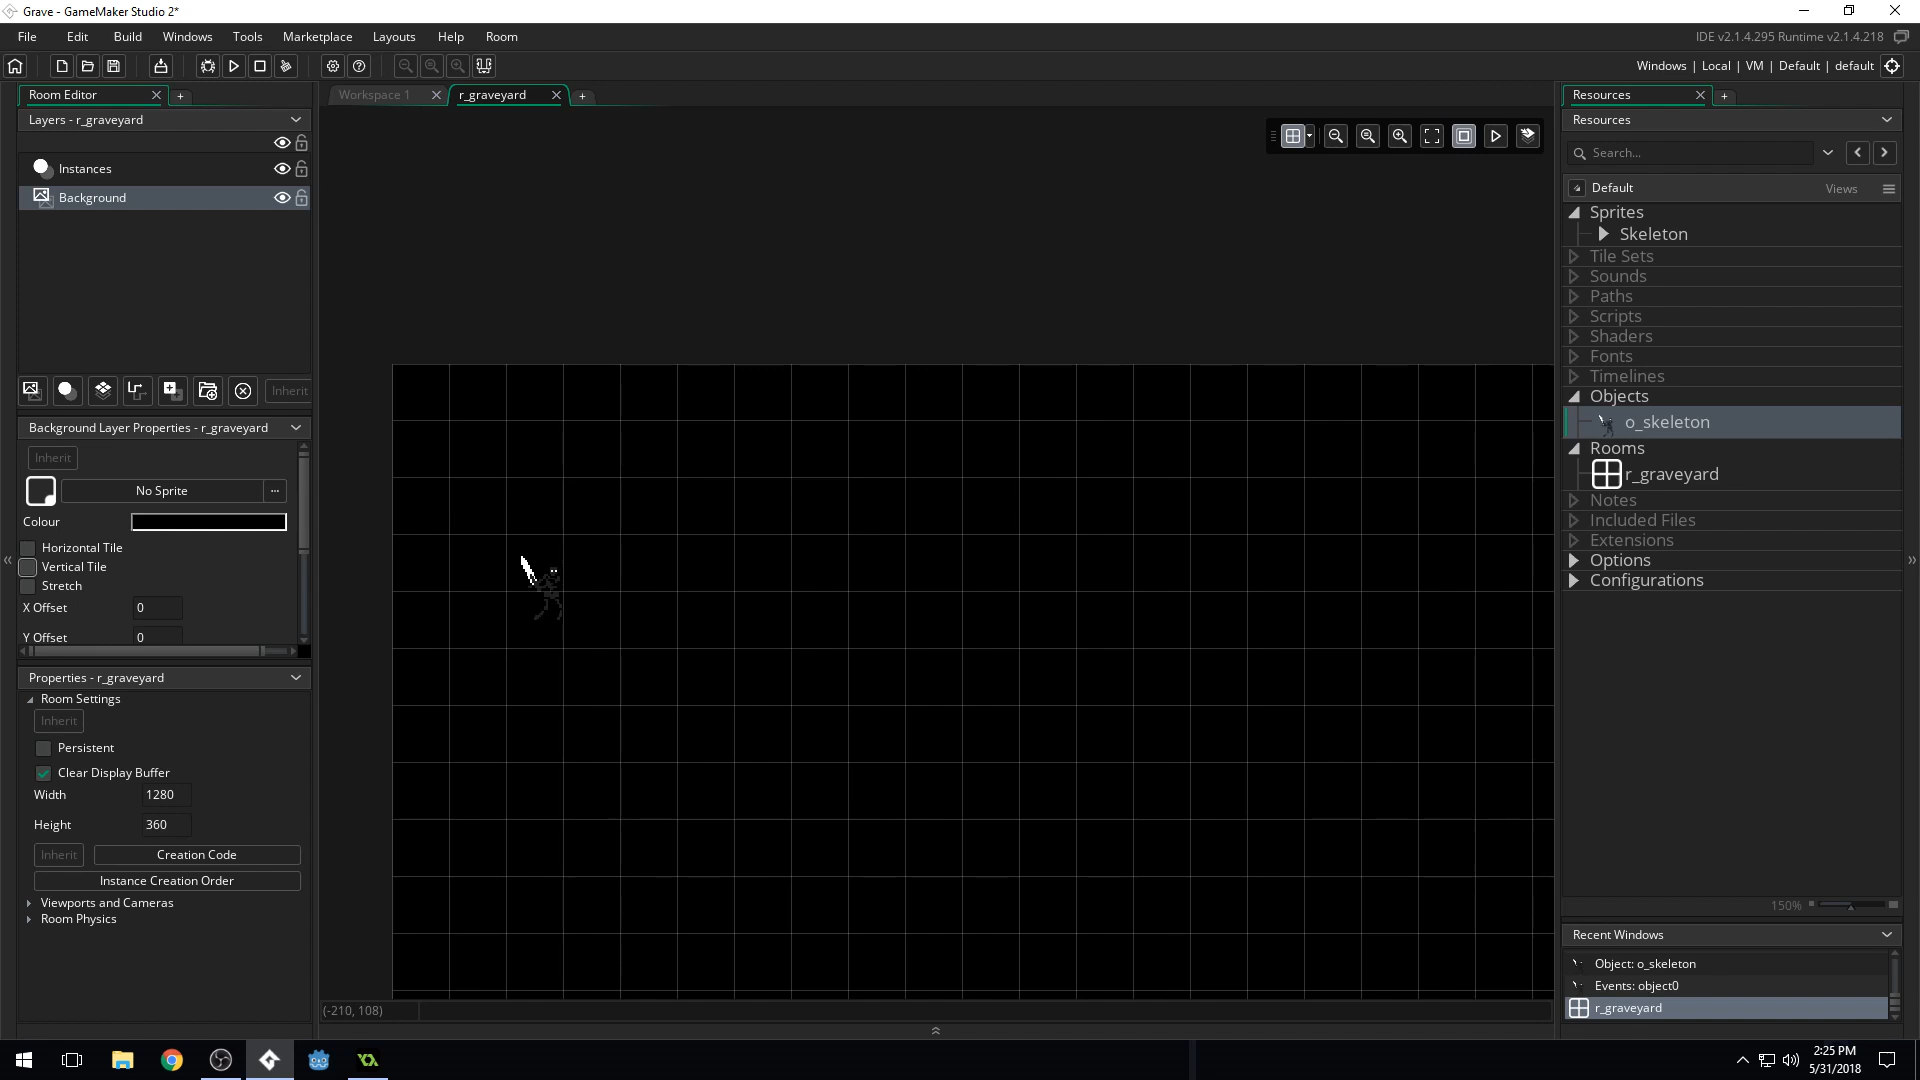 Grave - GameMaker Studio 2*
File Edit Build Windows Tools Marketplace Layouts Help Room
IDE v2.1.4.295 Runtime v2.1.4.218
Windows | Local | VM | Default | default
Room Editor
Workspace 1
r_graveyard
Resources
Layers - r_graveyard
Resources
Search...
Instances
Background
Default
Views
Sprites
Skeleton
Tile Sets
Sounds
Paths
Scripts
Shaders
Fonts
Timelines
Objects
o_skeleton
Rooms
r_graveyard
Notes
Included Files
Extensions
Options
Configurations
Inherit
Background Layer Properties - r_graveyard
Inherit
No Sprite
...
Colour
Horizontal Tile
Vertical Tile
Stretch
X Offset 0
Y Offset 0
Properties - r_graveyard
Room Settings
Inherit
Persistent
Clear Display Buffer
Width 1280
Height 360
Inherit Creation Code
Instance Creation Order
Viewports and Cameras
Room Physics
(-210, 108)
150%
Recent Windows
Object: o_skeleton
Events: object0
r_graveyard
2:25 PM
5/31/2018